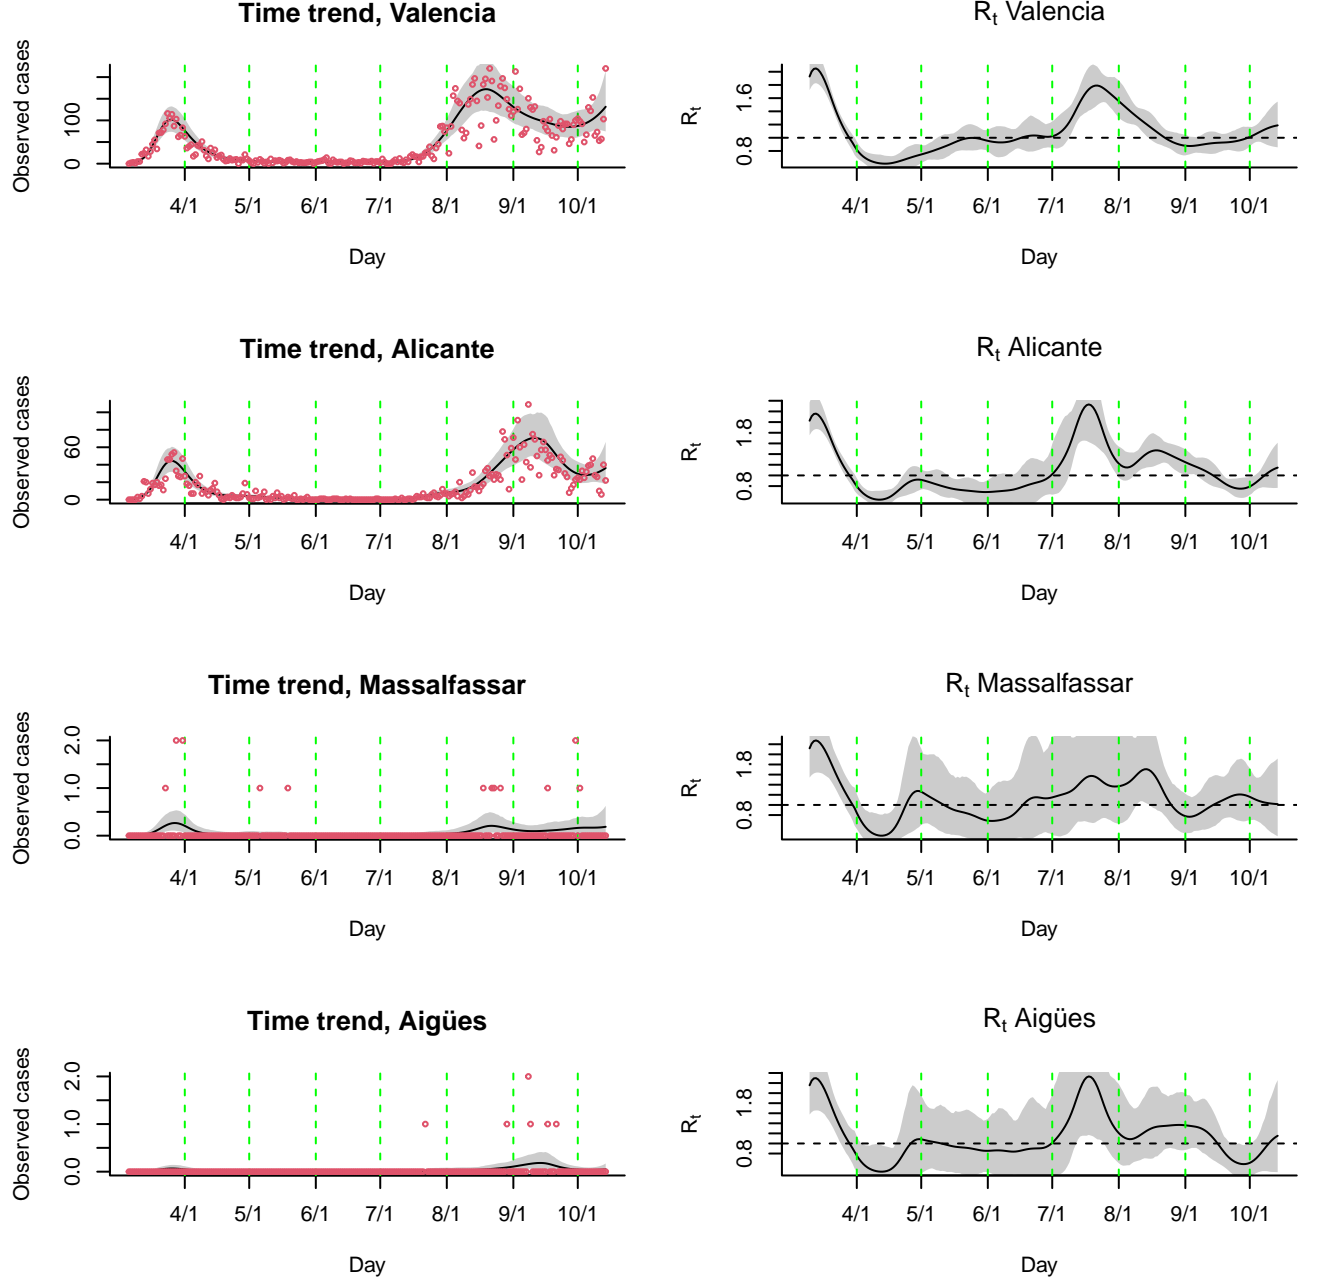 Time trend, Valencia
Observed cases
0 100
4/1 5/1 6/1 7/1 8/1 9/1 10/1
Day
Rt Valencia
Rt
0.8 1.6
4/1 5/1 6/1 7/1 8/1 9/1 10/1
Day
Time trend, Alicante
Observed cases
0 60
4/1 5/1 6/1 7/1 8/1 9/1 10/1
Day
Rt Alicante
Rt
0.8 1.8
4/1 5/1 6/1 7/1 8/1 9/1 10/1
Day
Time trend, Massalfassar
Observed cases
0.0 1.0 2.0
4/1 5/1 6/1 7/1 8/1 9/1 10/1
Day
Rt Massalfassar
Rt
0.8 1.8
4/1 5/1 6/1 7/1 8/1 9/1 10/1
Day
Time trend, Aigües
Observed cases
0.0 1.0 2.0
4/1 5/1 6/1 7/1 8/1 9/1 10/1
Day
Rt Aigües
Rt
0.8 1.8
4/1 5/1 6/1 7/1 8/1 9/1 10/1
Day